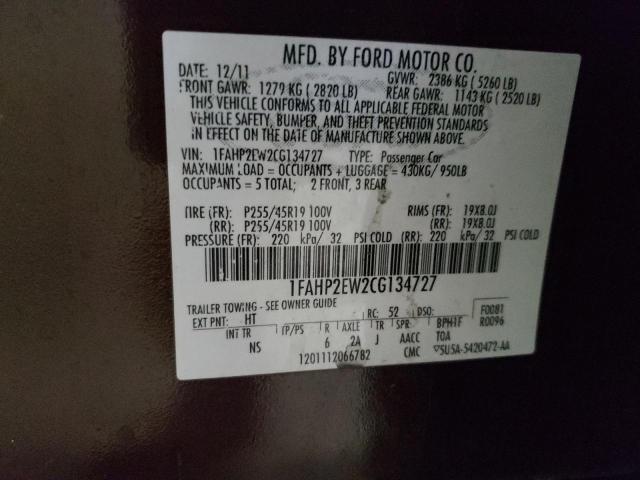 MFD. BY FORD MOTOR CO.
DATE: 12/11 GVWR: 2386 KG ( 5260 LB)
FRONT GAWR: 1279 KG ( 2820 LB) REAR GAWR: 1143 KG ( 2520 LB)
THIS VEHICLE CONFORMS TO ALL APPLICABLE FEDERAL MOTOR
VEHICLE SAFETY, BUMPER, AND THEFT PREVENTION STANDARDS
IN EFFECT ON THE DATE OF MANUFACTURE SHOWN ABOVE.
VIN: 1FAHP2EW2CG134727 TYPE: Passenger Car
MAXIMUM LOAD = OCCUPANTS + LUGGAGE = 430KG/ 950LB
OCCUPANTS = 5 TOTAL; 2 FRONT, 3 REAR
TIRE (FR): P255/45R19 100V RIMS (FR): 19X8.0J
(RR): P255/45R19 100V (RR): 19X8.0J
PRESSURE (FR): 220 kPa/ 32 PSI COLD (RR): 220 kPa/ 32 PSI COLD
1FAHP2EW2CG134727
TRAILER TOWING - SEE OWNER GUIDE
EXT PNT: HT RC: 52 DSO: F0081
R0096
INT TR TP/PS R AXLE TR SPR BPH1F
NS 6 2A J AACC TOA
1201112066782 CMC 5U5A-5420472-AA